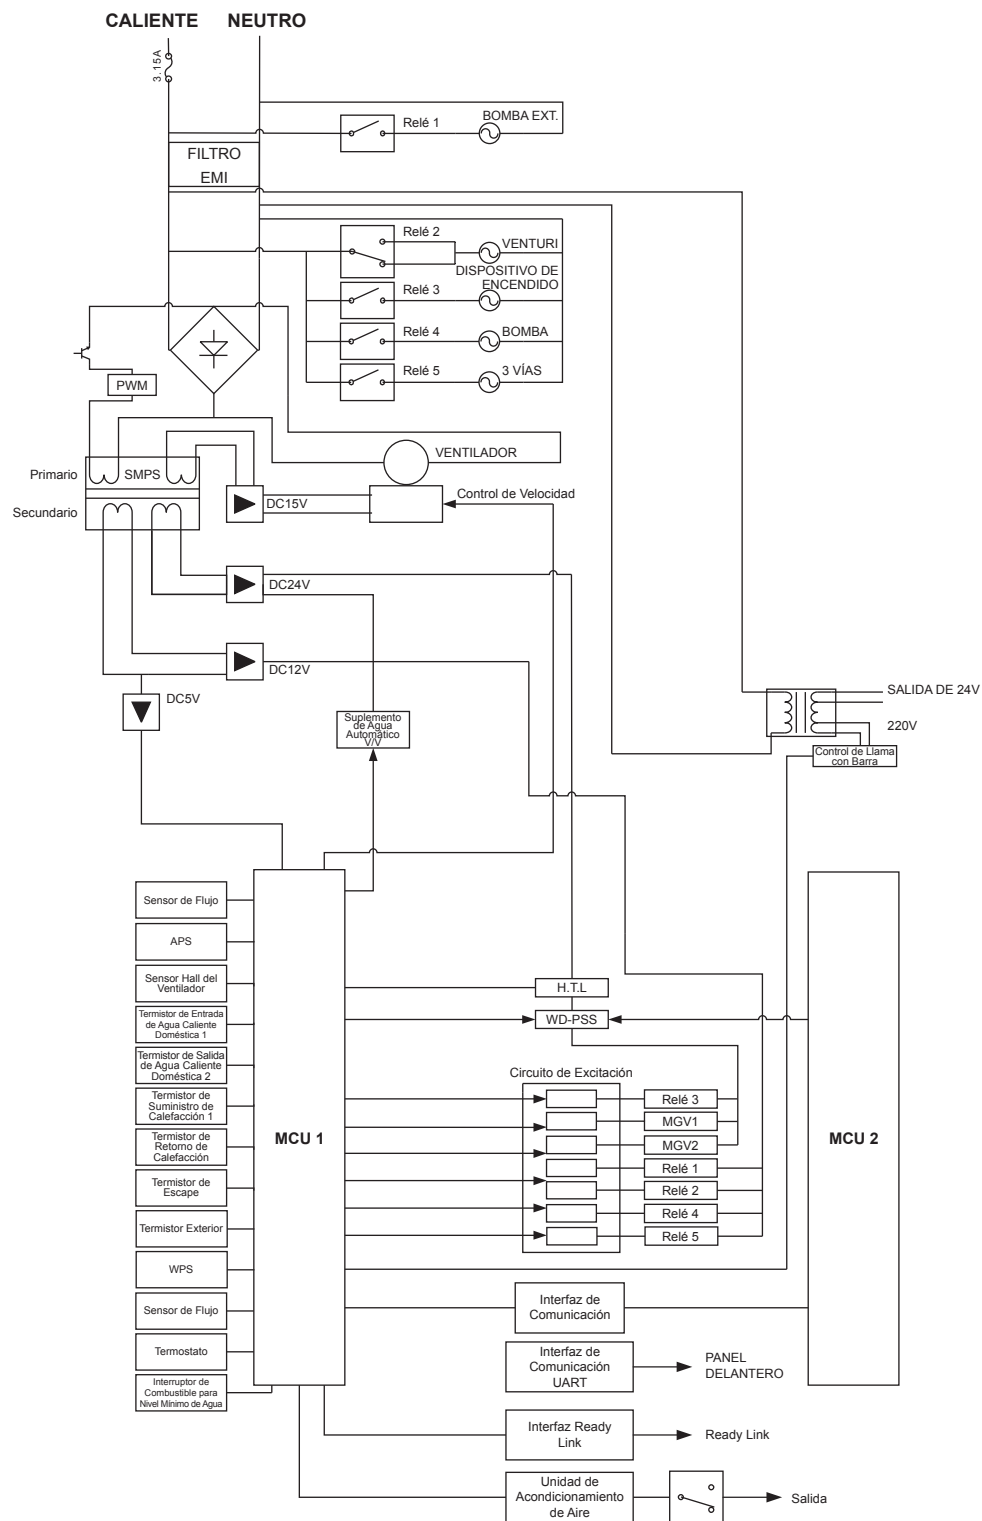 CALIENTE NEUTRO
3.15A
Relé 1
BOMBA EXT.
FILTRO
EMI
Relé 2
VENTURI
DISPOSITIVO DE
ENCENDIDO
Relé 3
Relé 4
BOMBA
Relé 5
3 VÍAS
PWM
VENTILADOR
Primario
SMPS
Control de Velocidad
DC15V
Secundario
DC24V
DC12V
DC5V
SALIDA DE 24V
220V
Suplemento
de Agua
Automático
V/V
Control de Llama
con Barra
MCU 1
MCU 2
Sensor de Flujo
APS
Sensor Hall del
Ventilador
Termistor de Entrada
de Agua Caliente
Doméstica 1
Termistor de Salida
de Agua Caliente
Doméstica 2
Termistor de
Suministro de
Calefacción 1
Termistor de
Retorno de
Calefacción
Termistor de
Escape
Termistor Exterior
WPS
Sensor de Flujo
Termostato
Interruptor de
Combustible para
Nivel Mínimo de Agua
H.T.L
WD-PSS
Circuito de Excitación
Relé 3
MGV1
MGV2
Relé 1
Relé 2
Relé 4
Relé 5
Interfaz de
Comunicación
Interfaz de
Comunicación
UART
PANEL
DELANTERO
Interfaz Ready
Link
Ready Link
Unidad de
Acondicionamiento
de Aire
Salida